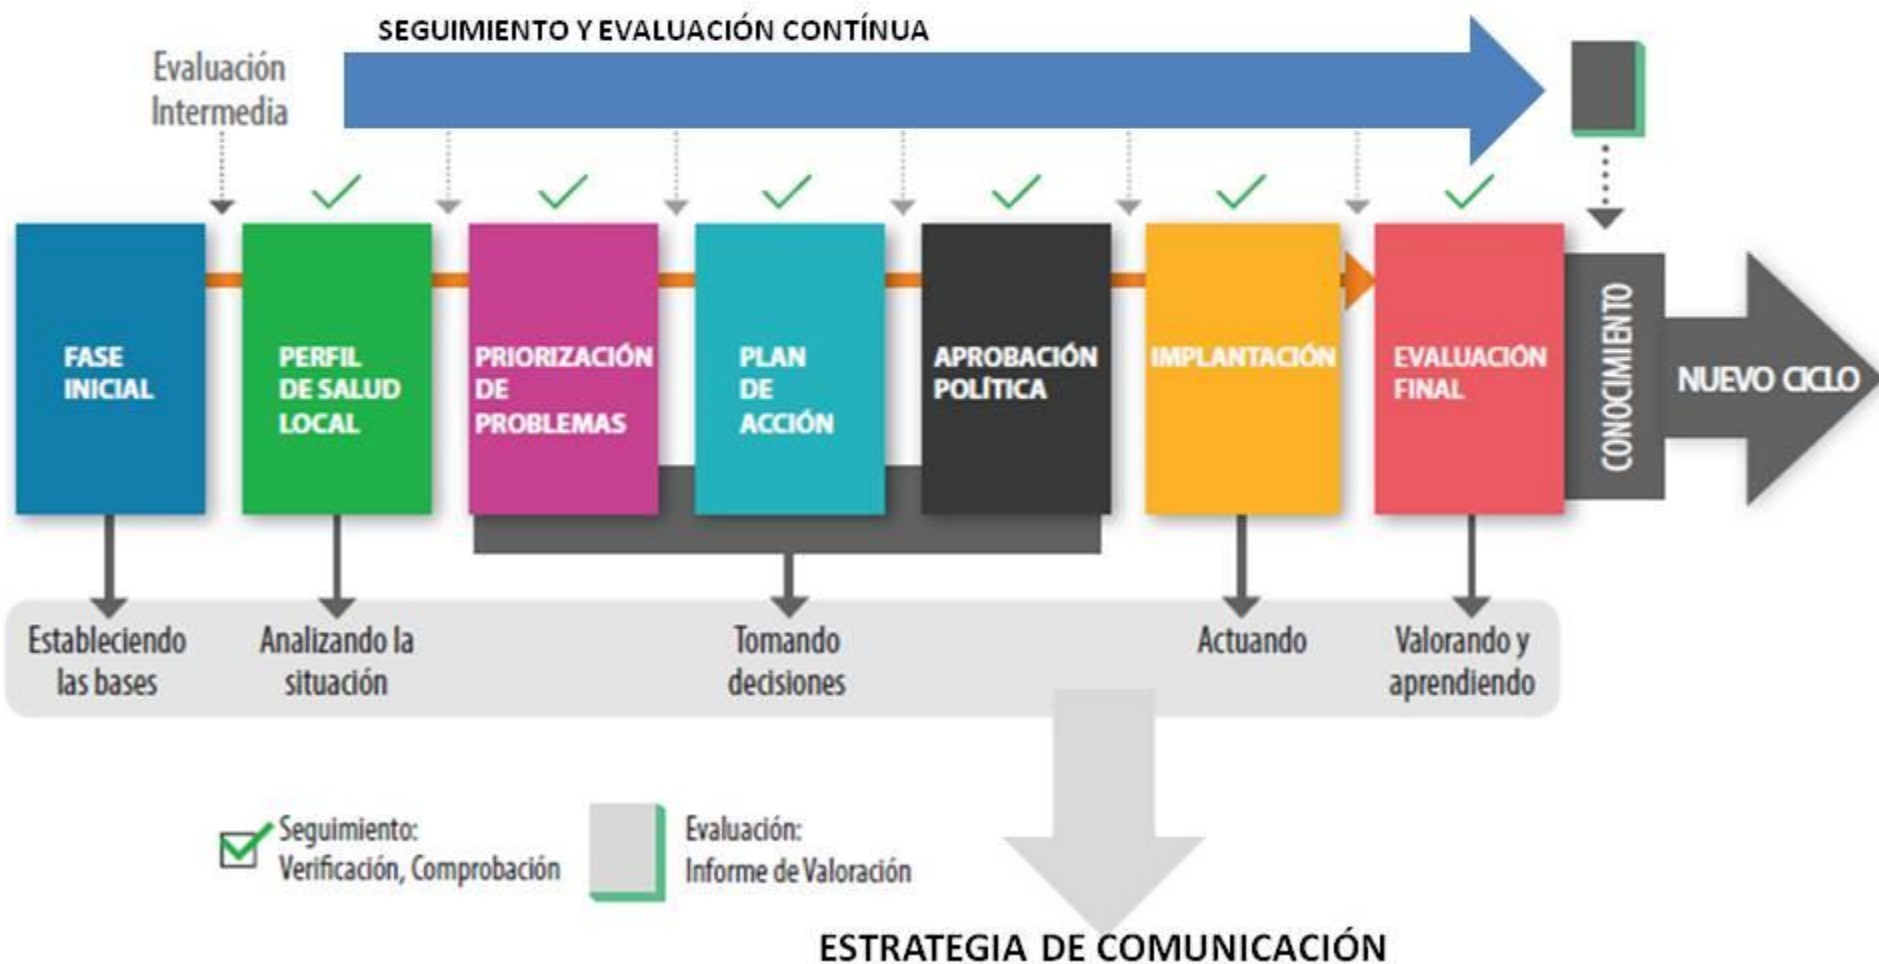 SEGUIMIENTO Y EVALUACIÓN CONTÍNUA
Evaluación
Intermedia
FASE
INICIAL
PERFIL
DE SALUD
LOCAL
PRIORIZACIÓN
DE
PROBLEMAS
PLAN
DE
ACCIÓN
APROBACIÓN
POLÍTICA
IMPLANTACIÓN
EVALUACIÓN
FINAL
CONOCIMIENTO
NUEVO CICLO
Estableciendo
las bases
Analizando la
situación
Tomando
decisiones
Actuando
Valorando y
aprendiendo
Seguimiento:
Verificación, Comprobación
Evaluación:
Informe de Valoración
ESTRATEGIA DE COMUNICACIÓN